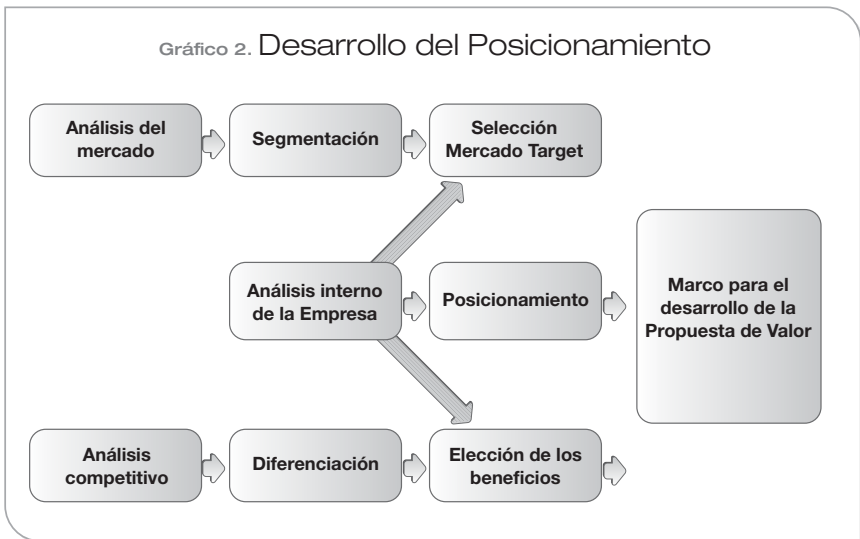 Gráfico 2. Desarrollo del Posicionamiento
Análisis del
mercado
Segmentación
Selección
Mercado Target
Análisis interno
de la Empresa
Posicionamiento
Marco para el
desarrollo de la
Propuesta de Valor
Análisis
competitivo
Diferenciación
Elección de los
beneficios